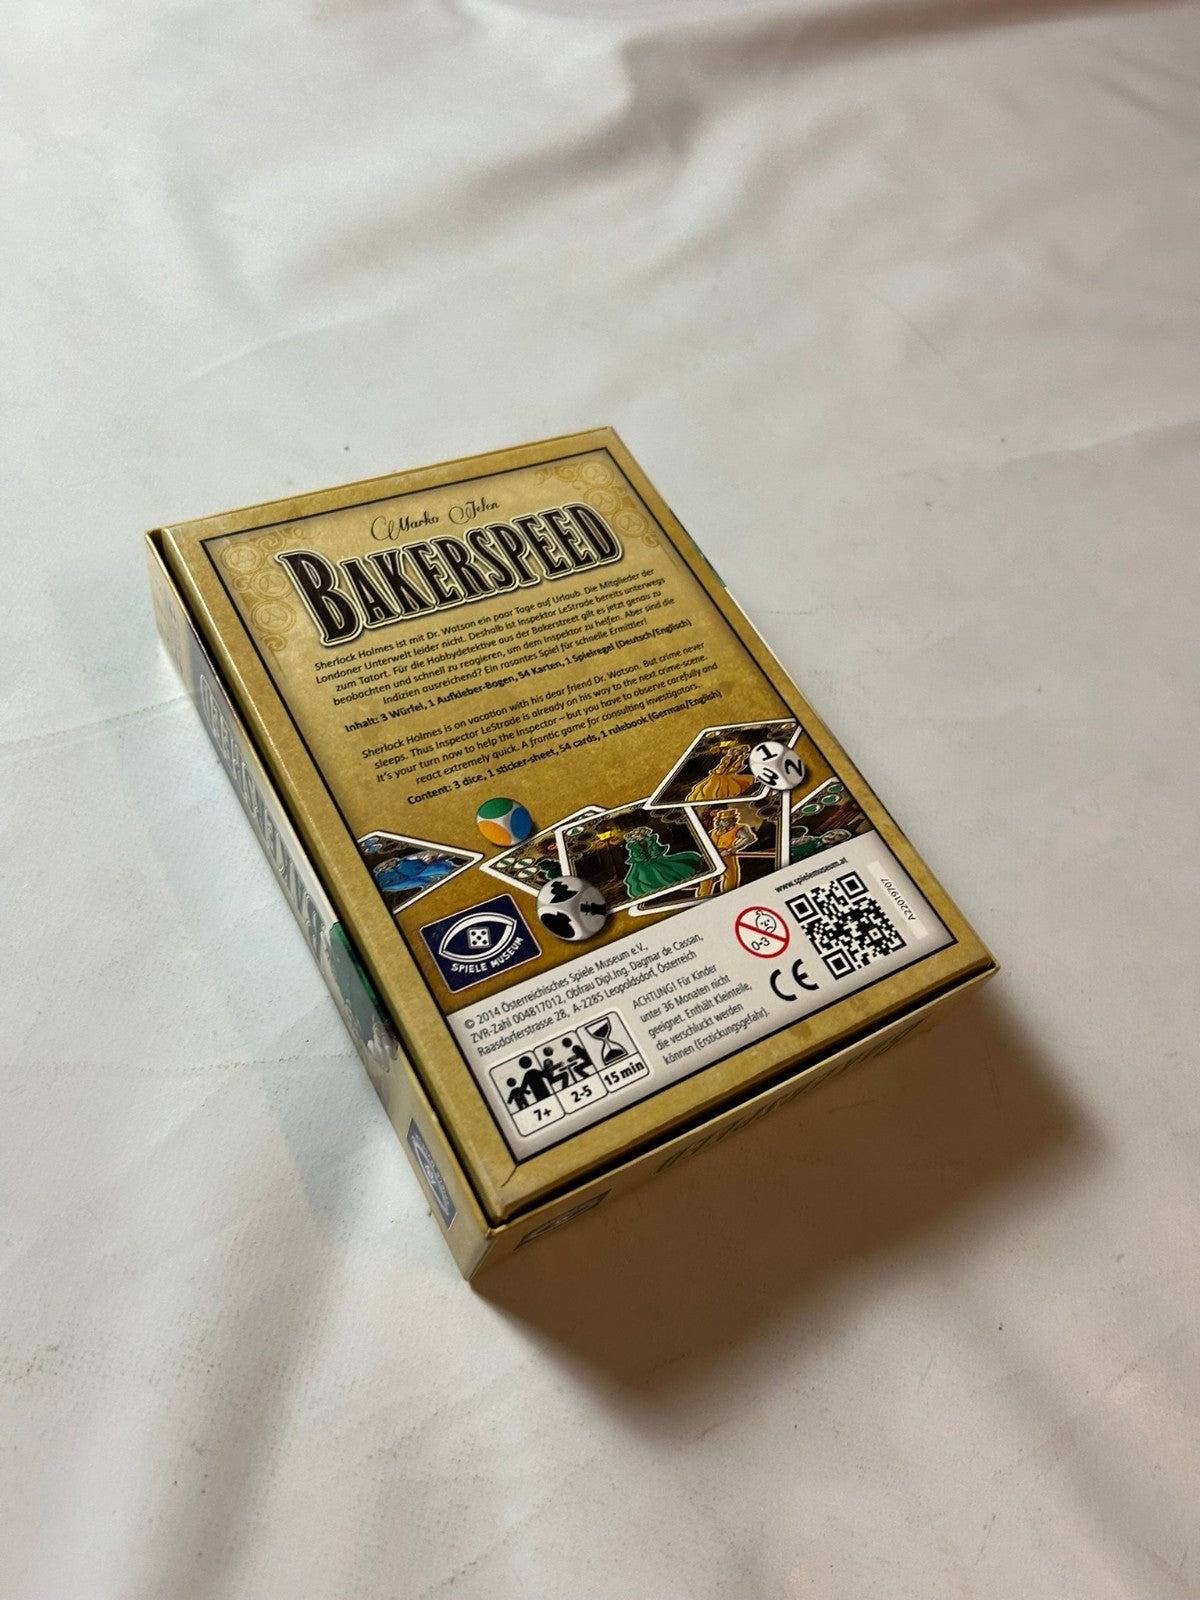 Marko Jelen
BAKERSPEED
Sherlock Holmes ist mit Dr. Watson ein paar Tage auf Urlaub. Die Mitglieder der
Londoner Unterwelt leider nicht. Deshalb ist Inspektor LeStrade bereits unterwegs
zum Tatort. Für die Hobbydetektive aus der Bakerstreet gilt es jetzt genau zu
beobachten und schnell zu reagieren, um dem Inspektor zu helfen. Aber sind die
Indizien ausreichend? Ein rasantes Spiel für schnelle Ermittler!
Inhalt: 3 Würfel, 1 Aufkleber-Bogen, 54 Karten, 1 Spielregel (Deutsch/Englisch)
Sherlock Holmes is on vacation with his dear friend Dr. Watson. But crime never
sleeps. Thus Inspector LeStrade is already on his way to the next crime-scene.
It's your turn now to help the Inspector – but you have to observe carefully and
react extremely quick. A frantic game for consulting investigators.
Content: 3 dice, 1 sticker-sheet, 54 cards, 1 rulebook (German/English)
1
3 2
SPIELE MUSEUM
www.spielemuseum.at
A22019707
0-3
CE
© 2014 Österreichisches Spiele Museum e.V.,
ZVR-Zahl 004817012, Obfrau Dipl.Ing. Dagmar de Cassan,
Raasdorferstrasse 28, A-2285 Leopoldsdorf, Österreich
ACHTUNG! Für Kinder
unter 36 Monaten nicht
geeignet. Enthält Kleinteile,
die verschluckt werden
können (Erstickungsgefahr).
7+
2-5
15 min